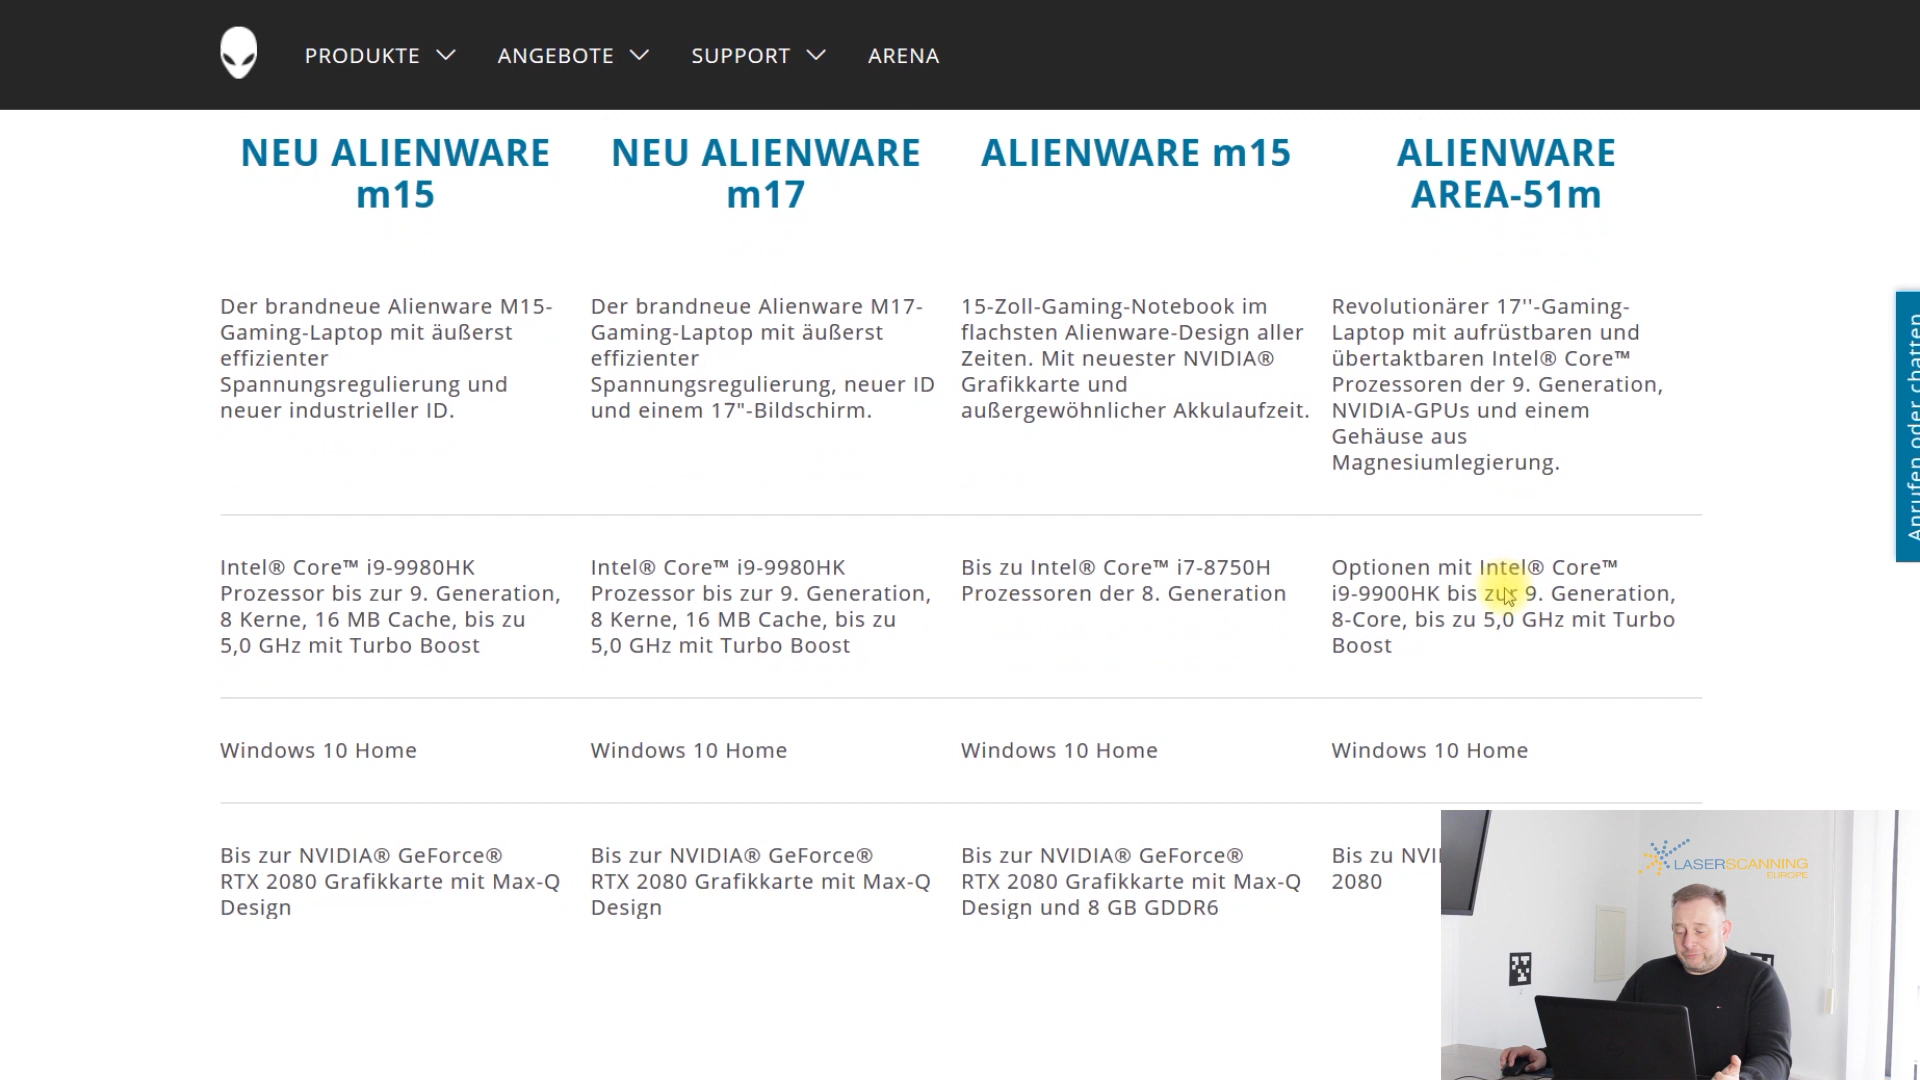 PRODUKTE
ANGEBOTE
SUPPORT
ARENA
NEU ALIENWARE
m15
NEU ALIENWARE
m17
ALIENWARE m15
ALIENWARE
AREA-51m
Der brandneue Alienware M15-
Gaming-Laptop mit äußerst
effizienter
Spannungsregulierung und
neuer industrieller ID.
Der brandneue Alienware M17-
Gaming-Laptop mit äußerst
effizienter
Spannungsregulierung, neuer ID
und einem 17"-Bildschirm.
15-Zoll-Gaming-Notebook im
flachsten Alienware-Design aller
Zeiten. Mit neuester NVIDIA®
Grafikkarte und
außergewöhnlicher Akkulaufzeit.
Revolutionärer 17''-Gaming-
Laptop mit aufrüstbaren und
übertaktbaren Intel® Core™
Prozessoren der 9. Generation,
NVIDIA-GPUs und einem
Gehäuse aus
Magnesiumlegierung.
Intel® Core™ i9-9980HK
Prozessor bis zur 9. Generation,
8 Kerne, 16 MB Cache, bis zu
5,0 GHz mit Turbo Boost
Intel® Core™ i9-9980HK
Prozessor bis zur 9. Generation,
8 Kerne, 16 MB Cache, bis zu
5,0 GHz mit Turbo Boost
Bis zu Intel® Core™ i7-8750H
Prozessoren der 8. Generation
Optionen mit Intel® Core™
i9-9900HK bis zur 9. Generation,
8-Core, bis zu 5,0 GHz mit Turbo
Boost
Windows 10 Home
Windows 10 Home
Windows 10 Home
Windows 10 Home
Bis zur NVIDIA® GeForce®
RTX 2080 Grafikkarte mit Max-Q
Design
Bis zur NVIDIA® GeForce®
RTX 2080 Grafikkarte mit Max-Q
Design
Bis zur NVIDIA® GeForce®
RTX 2080 Grafikkarte mit Max-Q
Design und 8 GB GDDR6
Bis zu NVI
2080
Anrufen oder chatten
LASERSCANNING
EUROPE